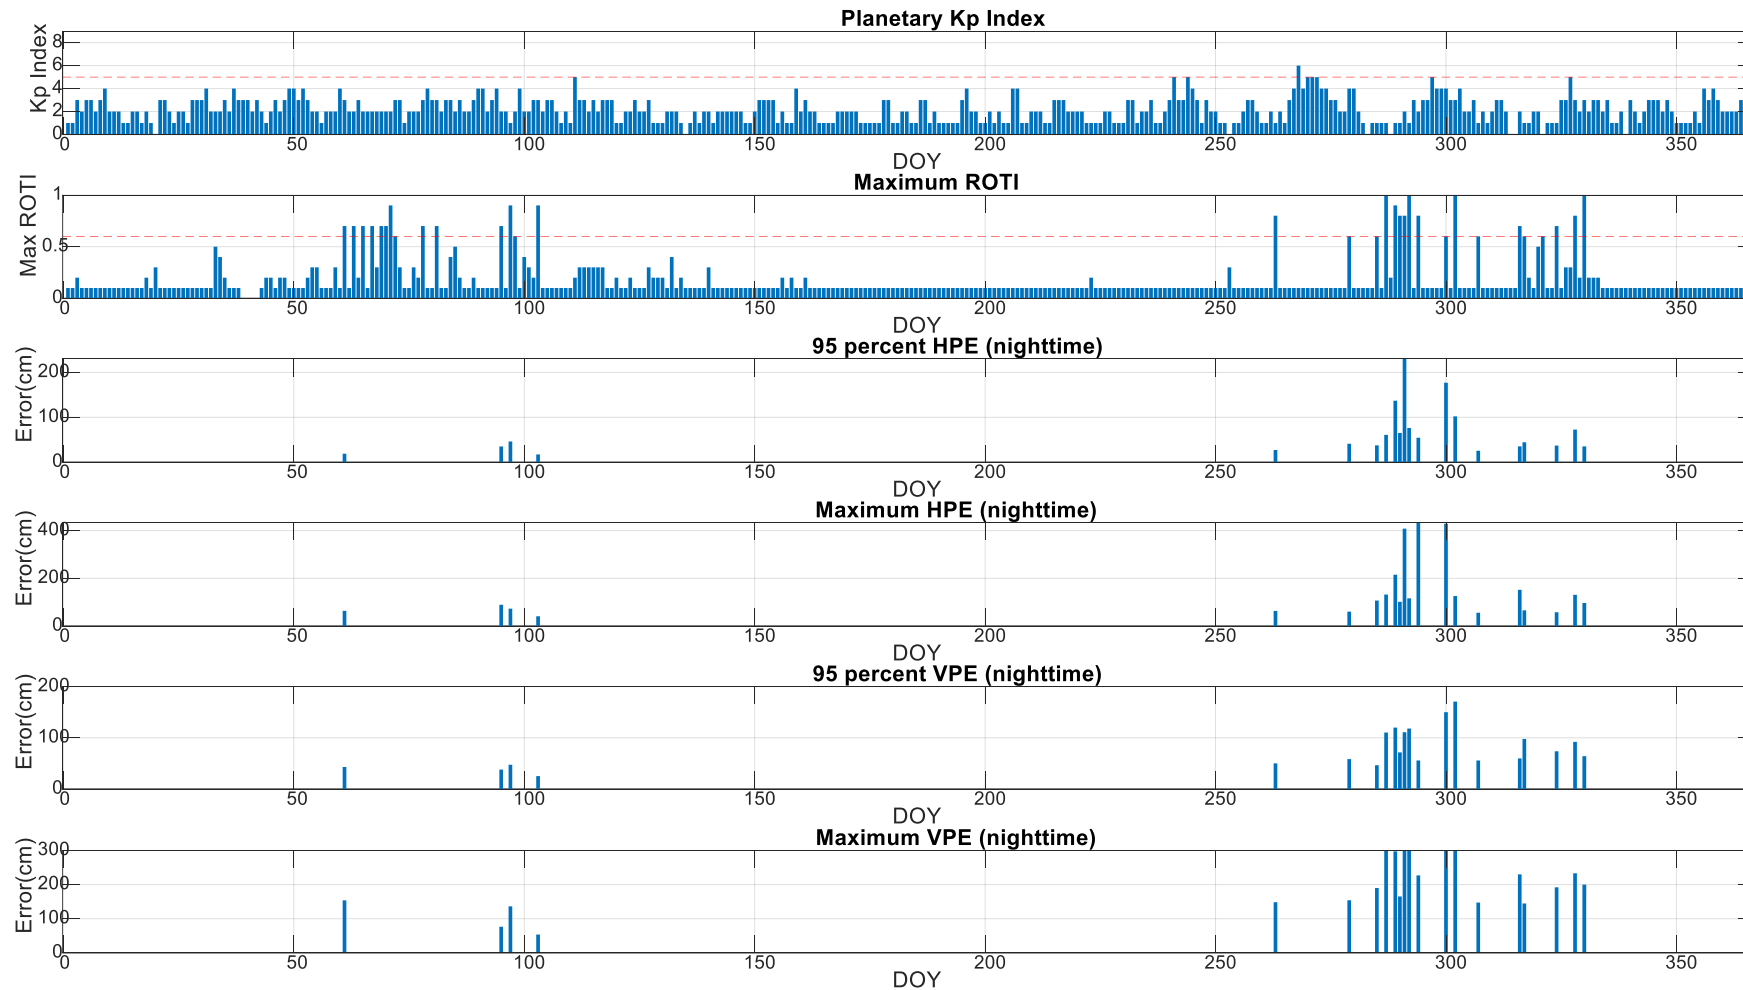 Planetary Kp Index
Kp Index
8
6
4
2
0
0 50 100 150 200 250 300 350
DOY
Maximum ROTI
Max ROTI
1
0.5
0
0 50 100 150 200 250 300 350
DOY
95 percent HPE (nighttime)
Error(cm)
200
100
0
0 50 100 150 200 250 300 350
DOY
Maximum HPE (nighttime)
Error(cm)
400
200
0
0 50 100 150 200 250 300 350
DOY
95 percent VPE (nighttime)
Error(cm)
200
100
0
0 50 100 150 200 250 300 350
DOY
Maximum VPE (nighttime)
Error(cm)
300
200
100
0
0 50 100 150 200 250 300 350
DOY